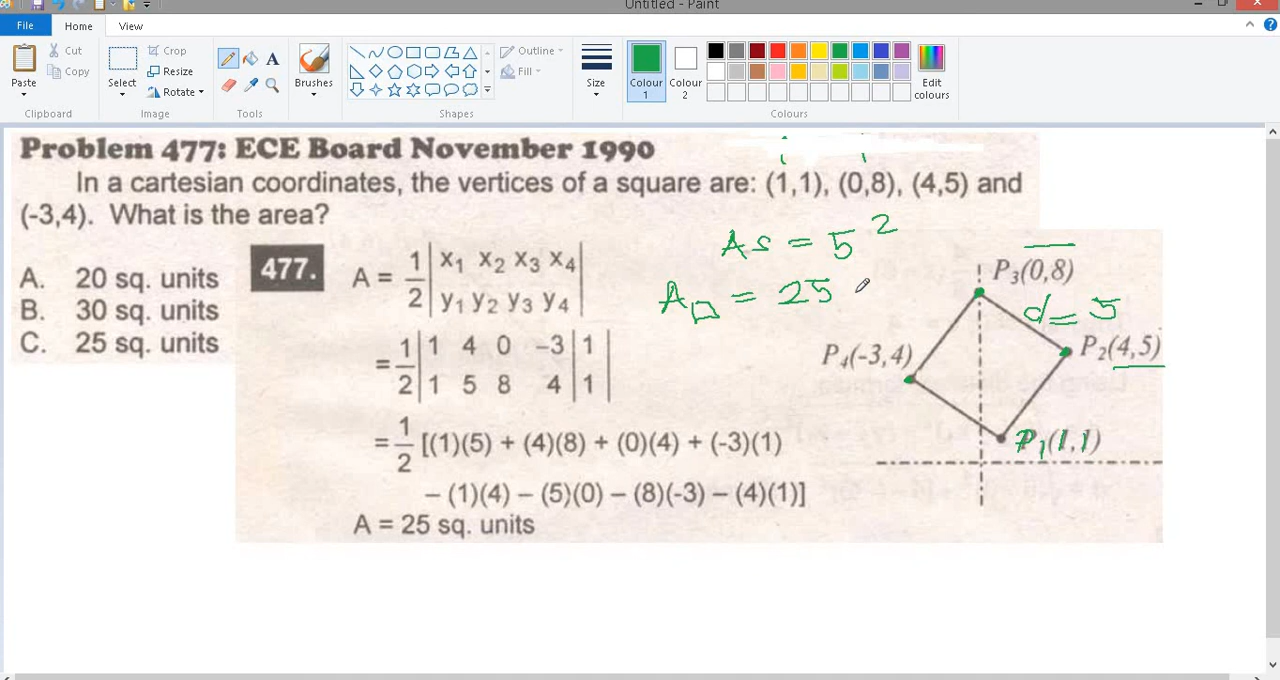 Untitled - Paint
File Home View
Paste
Cut
Copy
Clipboard
Select
Crop
Resize
Rotate
Image
A
Tools
Brushes
Outline
Fill
Shapes
Size
Colour 1
Colour 2
Edit colours
Colours
Problem 477: ECE Board November 1990
In a cartesian coordinates, the vertices of a square are: (1,1), (0,8), (4,5) and
(-3,4). What is the area?
A. 20 sq. units
B. 30 sq. units
C. 25 sq. units
477.
A = 1/2 | x₁ x₂ x₃ x₄ |
| y₁ y₂ y₃ y₄ |
= 1/2 | 1 4 0 -3 | 1 |
| 1 5 8 4 | 1 |
= 1/2 [(1)(5) + (4)(8) + (0)(4) + (-3)(1)
- (1)(4) - (5)(0) - (8)(-3) - (4)(1)]
A = 25 sq. units
As = 5²
A□ = 25
P₃(0,8)
d = 5
P₄(-3,4)
P₂(4,5)
P₁(1,1)